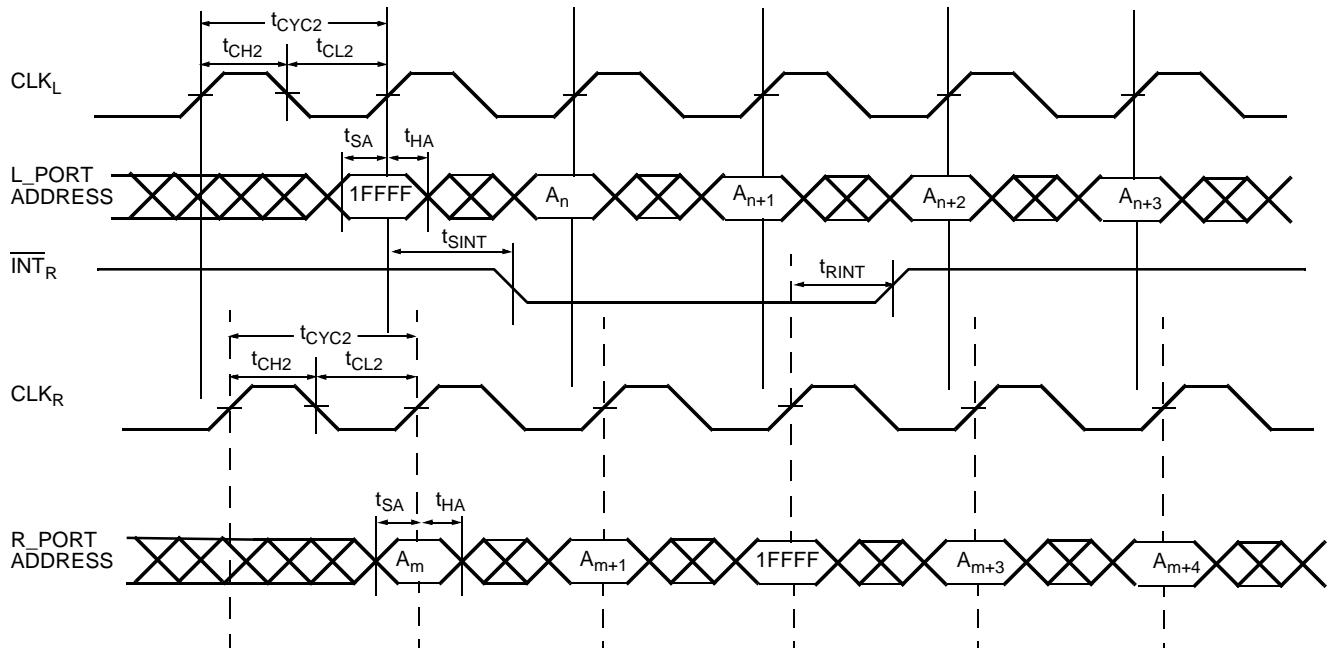 tCYC2
tCH2 tCL2
CLKL
tSA tHA
L_PORT
ADDRESS
1FFFF An An+1 An+2 An+3
tSINT
INTR
tRINT
tCYC2
tCH2 tCL2
CLKR
tSA tHA
R_PORT
ADDRESS
Am Am+1 1FFFF Am+3 Am+4